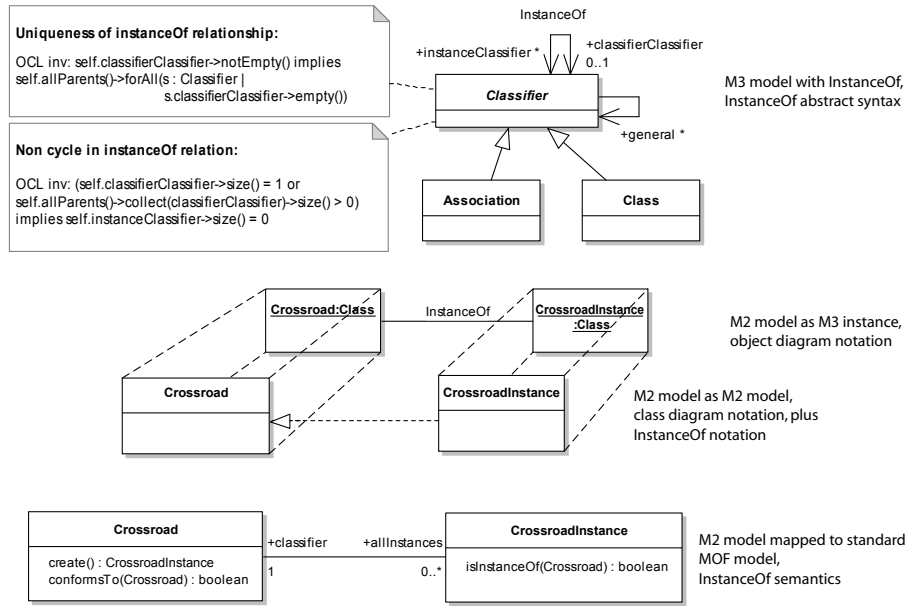 InstanceOf
Uniqueness of instanceOf relationship:
OCL inv: self.classifierClassifier->notEmpty() implies
self.allParents()->forAll(s : Classifier |
s.classifierClassifier->empty())
+instanceClassifier *
+classifierClassifier
0..1
Classifier
+general *
M3 model with InstanceOf,
InstanceOf abstract syntax
Non cycle in instanceOf relation:
OCL inv: (self.classifierClassifier->size() = 1 or
self.allParents()->collect(classifierClassifier)->size() > 0)
implies self.instanceClassifier->size() = 0
Association
Class
Crossroad:Class
InstanceOf
CrossroadInstance
:Class
M2 model as M3 instance,
object diagram notation
Crossroad
CrossroadInstance
M2 model as M2 model,
class diagram notation, plus
InstanceOf notation
Crossroad
create() : CrossroadInstance
conformsTo(Crossroad) : boolean
+classifier
1
+allInstances
0..*
CrossroadInstance
isInstanceOf(Crossroad) : boolean
M2 model mapped to standard
MOF model,
InstanceOf semantics